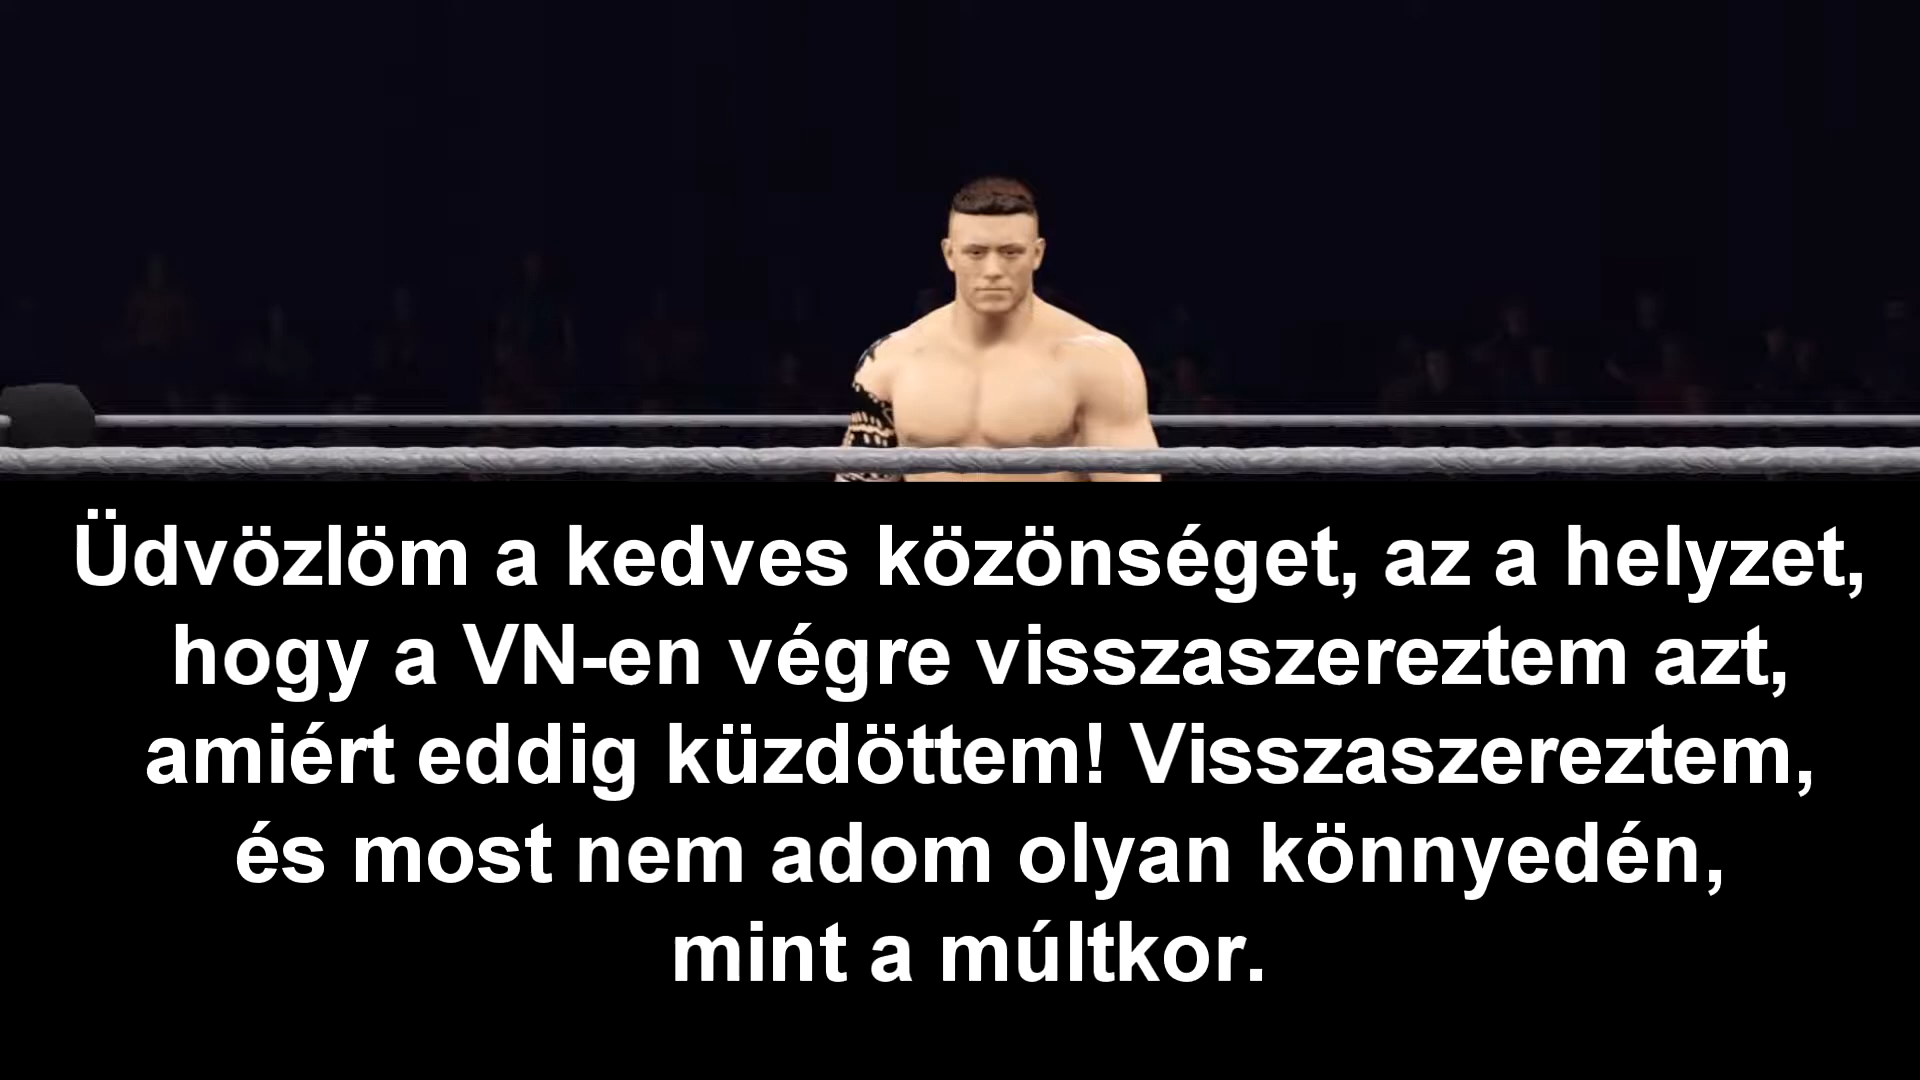 Üdvözlöm a kedves közönséget, az a helyzet,
hogy a VN-en végre visszaszereztem azt,
amiért eddig küzdöttem! Visszaszereztem,
és most nem adom olyan könnyedén,
mint a múltkor.